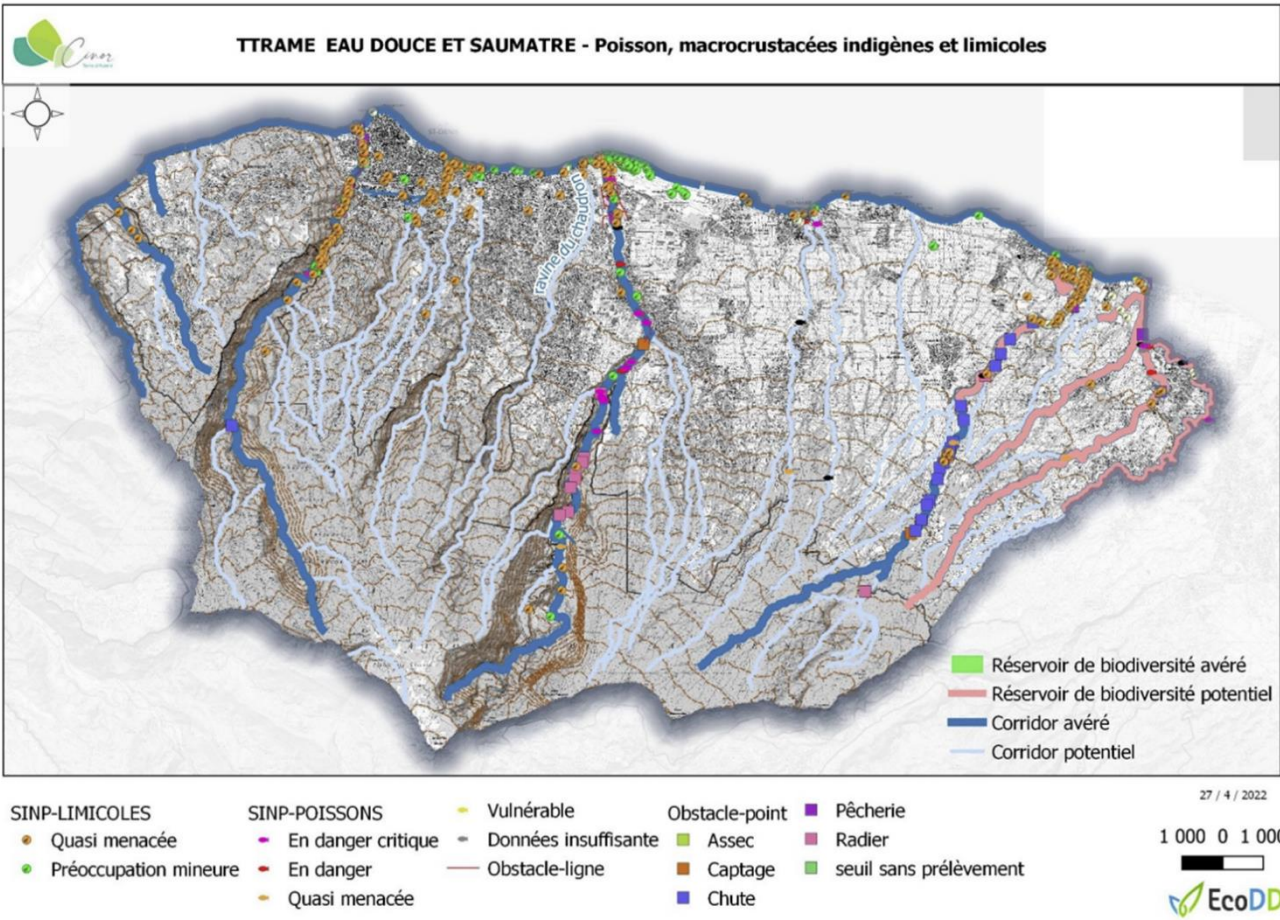 Cinor
TTRAME EAU DOUCE ET SAUMATRE - Poisson, macrocrustacées indigènes et limicoles
ravine du chaudron
Réservoir de biodiversité avéré
Réservoir de biodiversité potentiel
Corridor avéré
Corridor potentiel
27 / 4 / 2022
SINP-LIMICOLES
Quasi menacée
Préoccupation mineure
SINP-POISSONS
En danger critique
En danger
Quasi menacée
Vulnérable
Données insuffisante
Obstacle-ligne
Obstacle-point
Assec
Captage
Chute
Pêcherie
Radier
seuil sans prélèvement
1 000 0 1 000
EcoDD